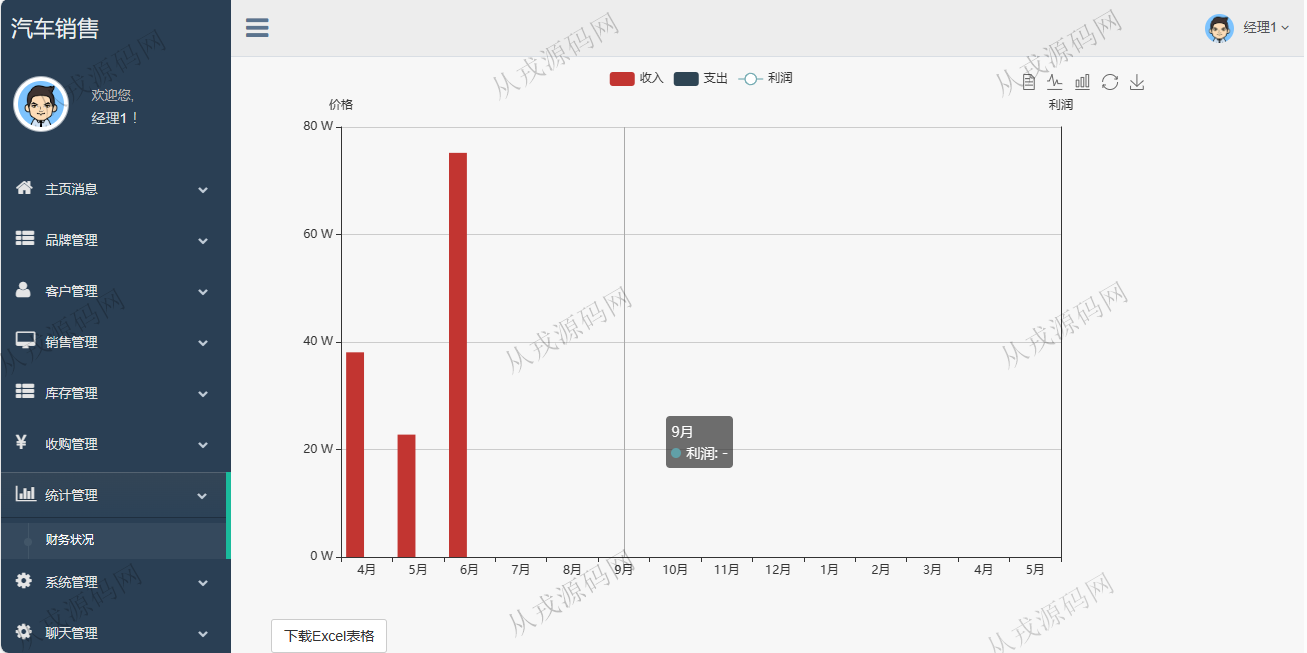 汽车销售
经理1
欢迎您,
经理1！
主页消息
品牌管理
客户管理
销售管理
库存管理
¥ 收购管理
统计管理
财务状况
系统管理
聊天管理
收入 支出 利润
价格
利润
80 W
60 W
40 W
20 W
0 W
9月
利润: -
4月 5月 6月 7月 8月 9月 10月 11月 12月 1月 2月 3月 4月 5月
下载Excel表格
从戎源码网
从戎源码网
从戎源码网
从戎源码网
从戎源码网
从戎源码网
从戎源码网
从戎源码网
从戎源码网